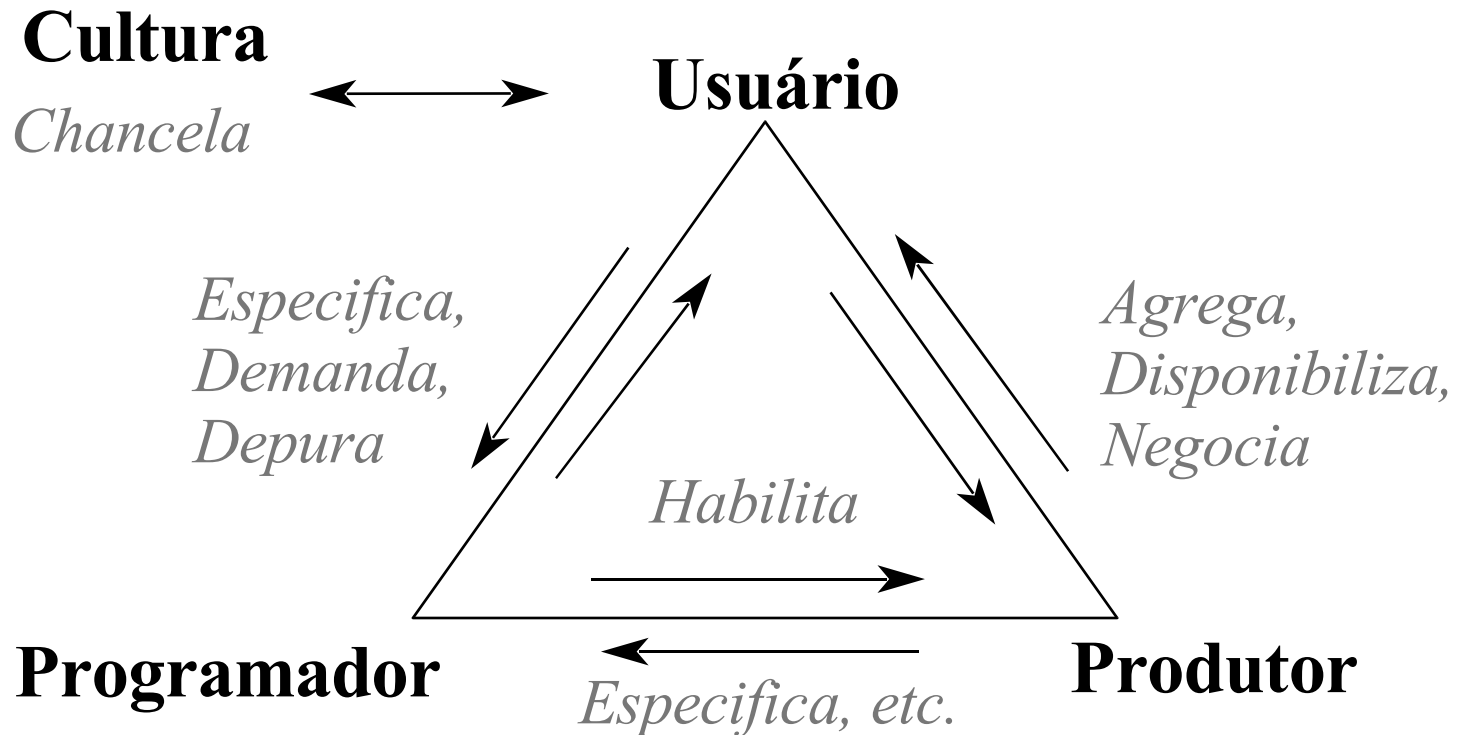 Cultura
Chancela
Usuário
Especifica,
Demanda,
Depura
Agrega,
Disponibiliza,
Negocia
Habilita
Programador
Produtor
Especifica, etc.